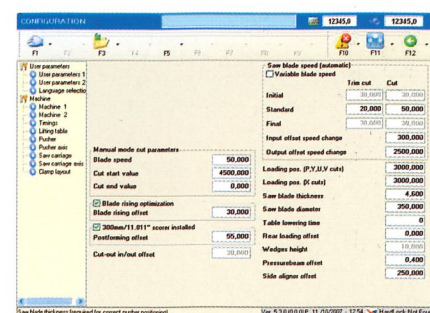 CONFIGURATION
12345,0
12345,0
F1
F2
F3
F4
F5
F6
F7
F8
F9
F10
F11
F12
User parameters
User parameters 1
User parameters 2
Language selectio
Machine
Machine 1
Machine 2
Timings
Lifting table
Pusher
Pusher axis
Saw carriage
Saw carriage axis
Clamp layout
Manual mode cut parameters
Blade speed 50,000
Cut start value 4500,000
Cut end value 0,000
Blade rising optimization
Blade rising offset 30,000
300mm/11.811" scorer installed
Postforming offset 55,000
Cut-out in/out offset 30,000
Saw blade speed (automatic)
Variable blade speed
Trim cut Cut
Initial 30,000 30,000
Standard 20,000 50,000
Final 30,000 30,000
Input offset speed change 300,000
Output offset speed change 2500,000
Loading pos. (P,Y,U,V cuts) 3000,000
Loading pos. (X cuts) 3000,000
Saw blade thickness 4,600
Saw blade diameter 350,000
Table lowering time 0
Rear loading offset 0,000
Wedges height 10,000
Pressurebeam offset 0,400
Side aligner offset 250,000
Saw blade thickness (required for correct pusher positioning)